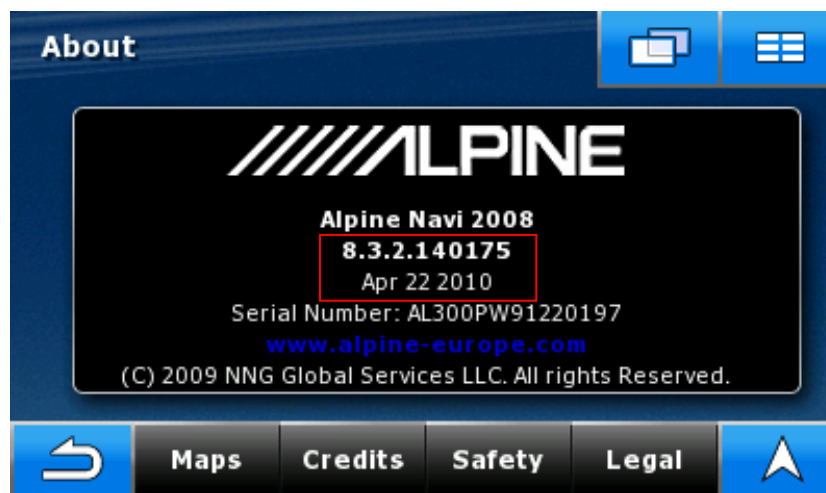 About
ALPINE
Alpine Navi 2008
8.3.2.140175
Apr 22 2010
Serial Number: AL300PW91220197
www.alpine-europe.com
(C) 2009 NNG Global Services LLC. All rights Reserved.
Maps Credits Safety Legal